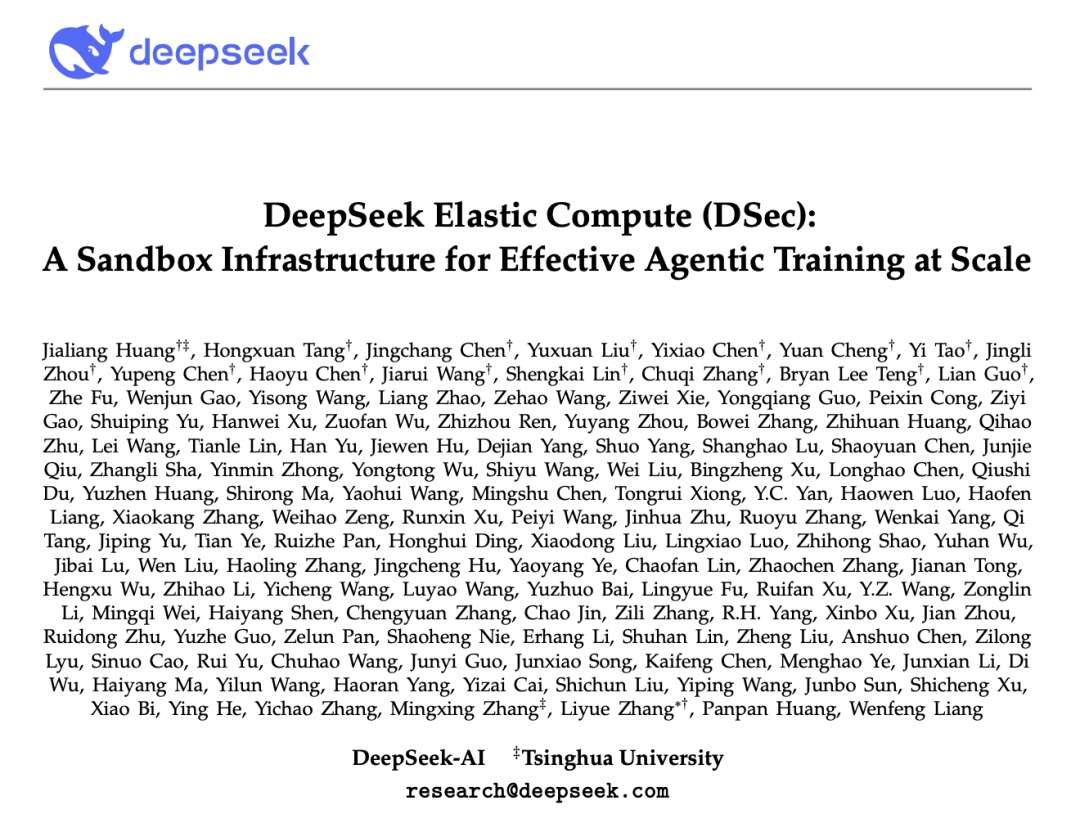 deepseek
DeepSeek Elastic Compute (DSec):
A Sandbox Infrastructure for Effective Agentic Training at Scale
Jialiang Huang†‡, Hongxuan Tang†, Jingchang Chen†, Yuxuan Liu†, Yixiao Chen†, Yuan Cheng†, Yi Tao†, Jingli
Zhou†, Yupeng Chen†, Haoyu Chen†, Jiarui Wang†, Shengkai Lin†, Chuqi Zhang†, Bryan Lee Teng†, Lian Guo†,
Zhe Fu, Wenjun Gao, Yisong Wang, Liang Zhao, Zehao Wang, Ziwei Xie, Yongqiang Guo, Peixin Cong, Ziyi
Gao, Shuiping Yu, Hanwei Xu, Zuofan Wu, Zhizhou Ren, Yuyang Zhou, Bowei Zhang, Zhihuan Huang, Qihao
Zhu, Lei Wang, Tianle Lin, Han Yu, Jiewen Hu, Dejian Yang, Shuo Yang, Shanghao Lu, Shaoyuan Chen, Junjie
Qiu, Zhangli Sha, Yinmin Zhong, Yongtong Wu, Shiyu Wang, Wei Liu, Bingzheng Xu, Longhao Chen, Qiushi
Du, Yuzhen Huang, Shirong Ma, Yaohui Wang, Mingshu Chen, Tongrui Xiong, Y.C. Yan, Haowen Luo, Haofen
Liang, Xiaokang Zhang, Weihao Zeng, Runxin Xu, Peiyi Wang, Jinhua Zhu, Ruoyu Zhang, Wenkai Yang, Qi
Tang, Jiping Yu, Tian Ye, Ruizhe Pan, Honghui Ding, Xiaodong Liu, Lingxiao Luo, Zhihong Shao, Yuhan Wu,
Jibai Lu, Wen Liu, Haoling Zhang, Jingcheng Hu, Yaoyang Ye, Chaofan Lin, Zhaochen Zhang, Jianan Tong,
Hengxu Wu, Zhihao Li, Yicheng Wang, Luyao Wang, Yuzhuo Bai, Lingyue Fu, Ruifan Xu, Y.Z. Wang, Zonglin
Li, Mingqi Wei, Haiyang Shen, Chengyuan Zhang, Chao Jin, Zili Zhang, R.H. Yang, Xinbo Xu, Jian Zhou,
Ruidong Zhu, Yuzhe Guo, Zelun Pan, Shaoheng Nie, Erhang Li, Shuhan Lin, Zheng Liu, Anshuo Chen, Zilong
Lyu, Sinuo Cao, Rui Yu, Chuhao Wang, Junyi Guo, Junxiao Song, Kaifeng Chen, Menghao Ye, Junxian Li, Di
Wu, Haiyang Ma, Yilun Wang, Haoran Yang, Yizai Cai, Shichun Liu, Yiping Wang, Junbo Sun, Shicheng Xu,
Xiao Bi, Ying He, Yichao Zhang, Mingxing Zhang‡, Liyue Zhang*†, Panpan Huang, Wenfeng Liang
DeepSeek-AI ‡Tsinghua University
research@deepseek.com